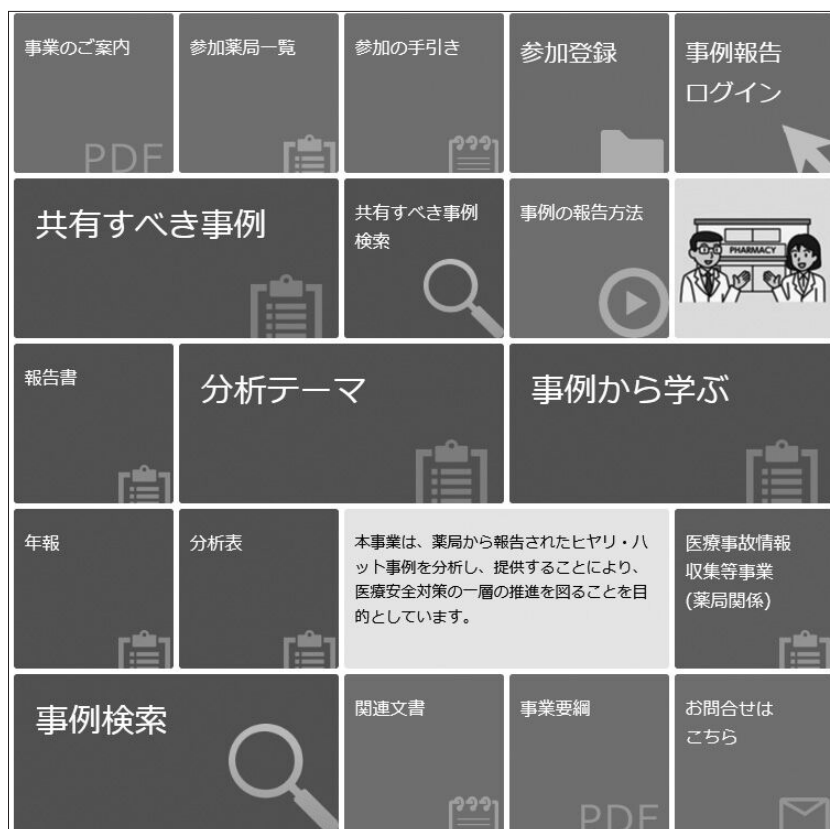 事業のご案内
参加薬局一覧
参加の手引き
参加登録
事例報告
ログイン
PDF
共有すべき事例
共有すべき事例
検索
事例の報告方法
PHARMACY
報告書
分析テーマ
事例から学ぶ
年報
分析表
本事業は、薬局から報告されたヒヤリ・ハ
ット事例を分析し、提供することにより、
医療安全対策の一層の推進を図ることを目
的としています。
医療事故情報
収集等事業
(薬局関係)
事例検索
関連文書
事業要綱
お問合せは
こちら
PDF